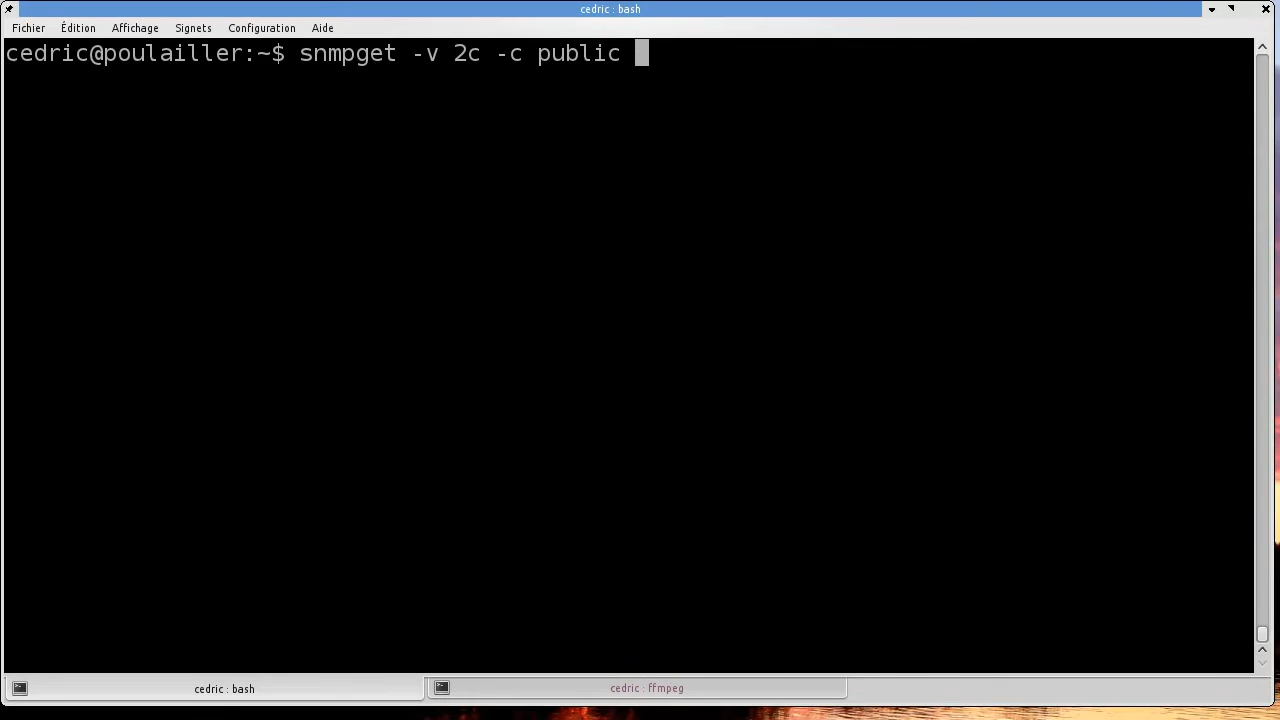 cedric : bash
Fichier Édition Affichage Signets Configuration Aide
cedric@poulailler:~$ snmpget -v 2c -c public
cedric : bash cedric : ffmpeg